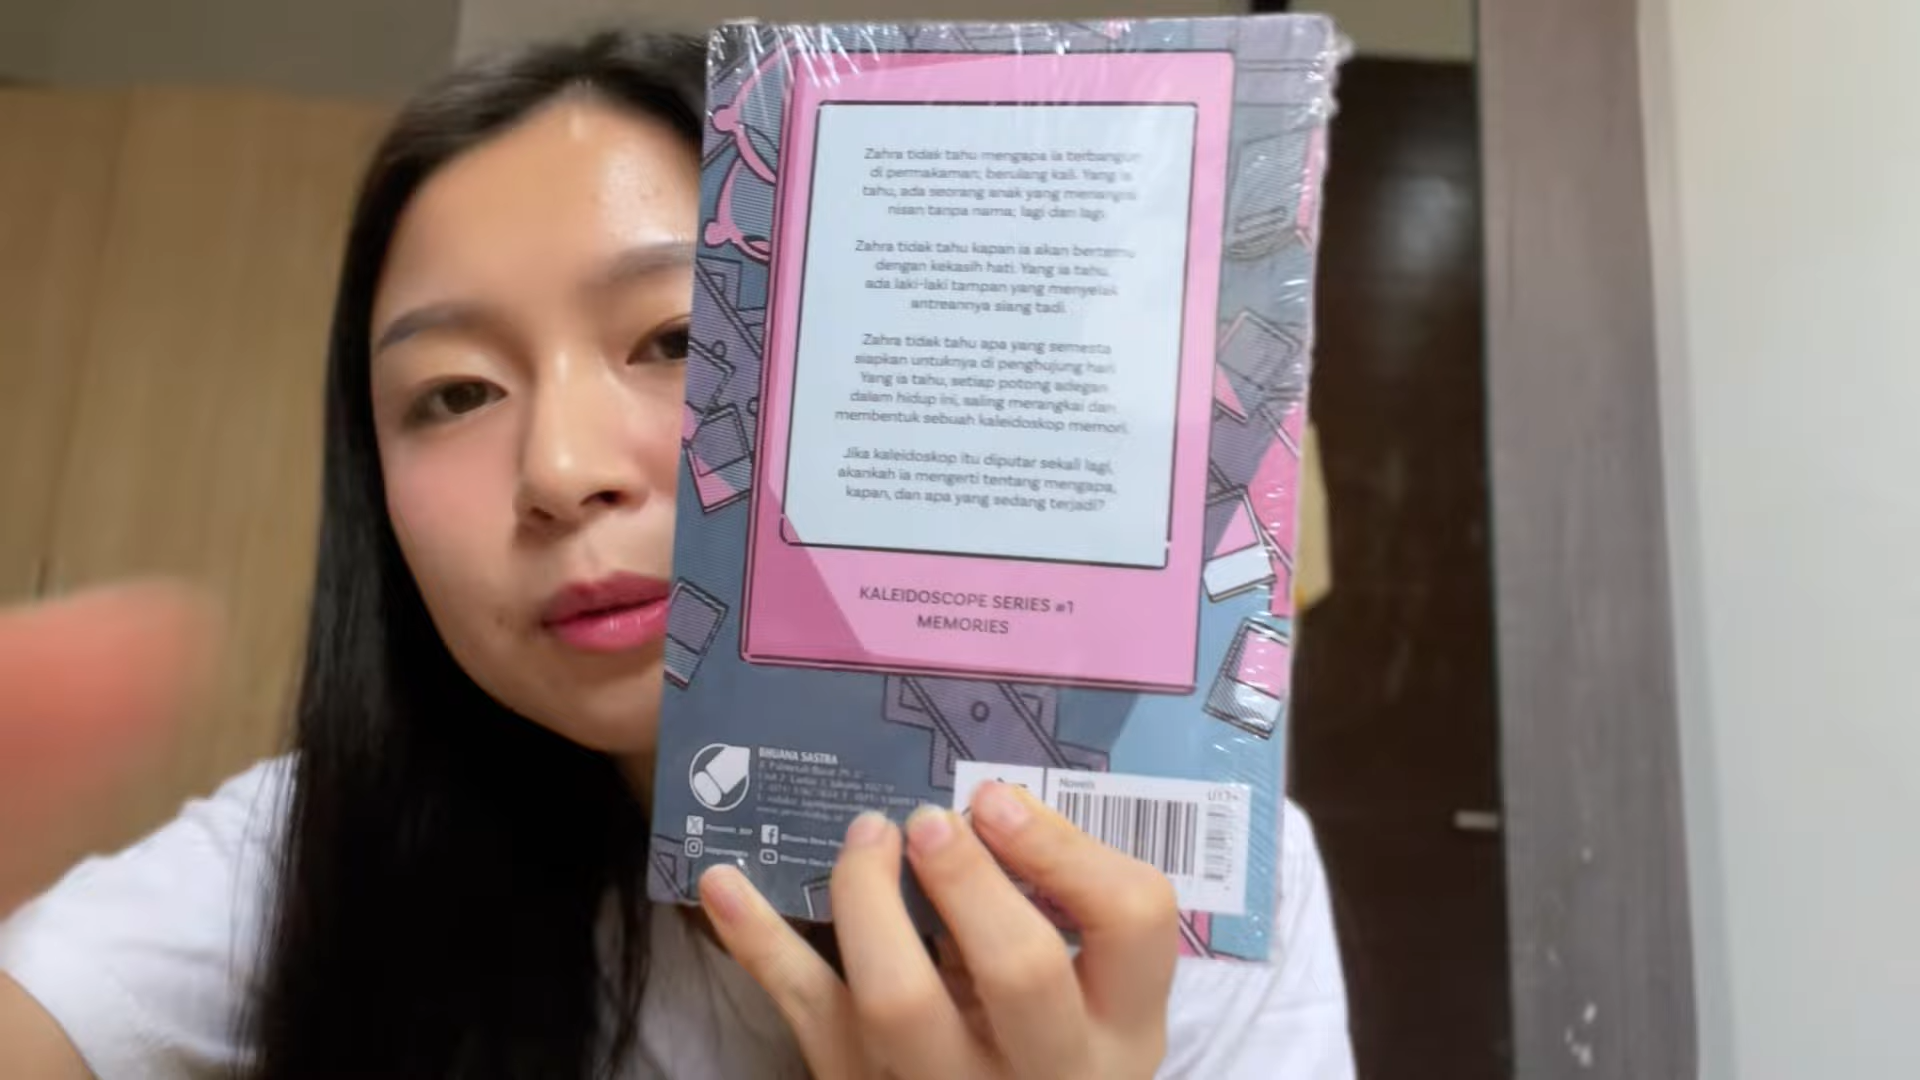 Zahra tidak tahu mengapa ia terbangun
di permakaman; berulang kali. Yang ia
tahu, ada seorang anak yang menangisi
nisan tanpa nama; lagi dan lagi.
Zahra tidak tahu kapan ia akan bertemu
dengan kekasih hati. Yang ia tahu,
ada laki-laki tampan yang menyelak
antreannya siang tadi.
Zahra tidak tahu apa yang semesta
siapkan untuknya di penghujung hari.
Yang ia tahu, setiap potong adegan
dalam hidup ini, saling merangkai dan
membentuk sebuah kaleidoskop memori.
Jika kaleidoskop itu diputar sekali lagi,
akankah ia mengerti tentang mengapa,
kapan, dan apa yang sedang terjadi?
KALEIDOSCOPE SERIES #1
MEMORIES
BHUANA SASTRA
Novels
U17+